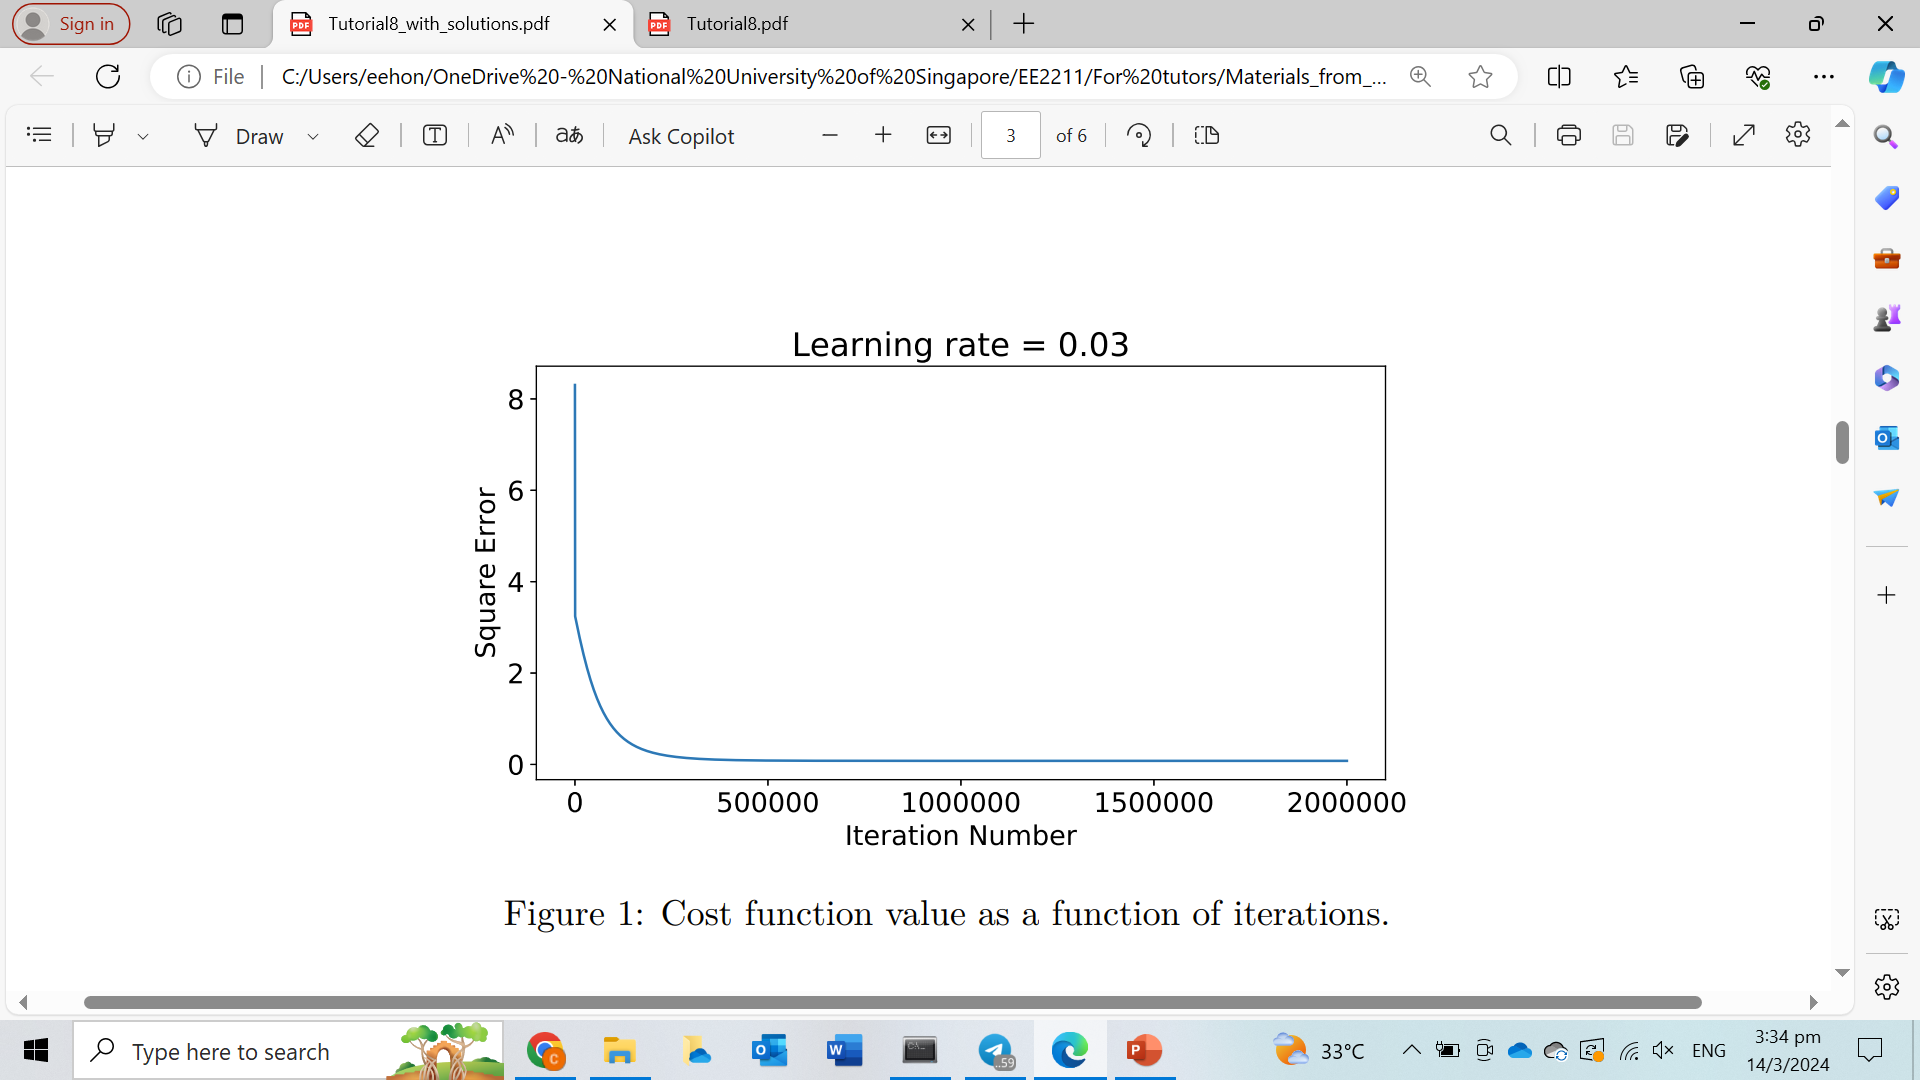 Sign in
Tutorial8_with_solutions.pdf
Tutorial8.pdf
File
C:/Users/eehon/OneDrive%20-%20National%20University%20of%20Singapore/EE2211/For%20tutors/Materials_from_...
Draw
Ask Copilot
3
of 6
Learning rate = 0.03
Square Error
8
6
4
2
0
0 500000 1000000 1500000 2000000
Iteration Number
Figure 1: Cost function value as a function of iterations.
Type here to search
33°C
ENG
3:34 pm
14/3/2024